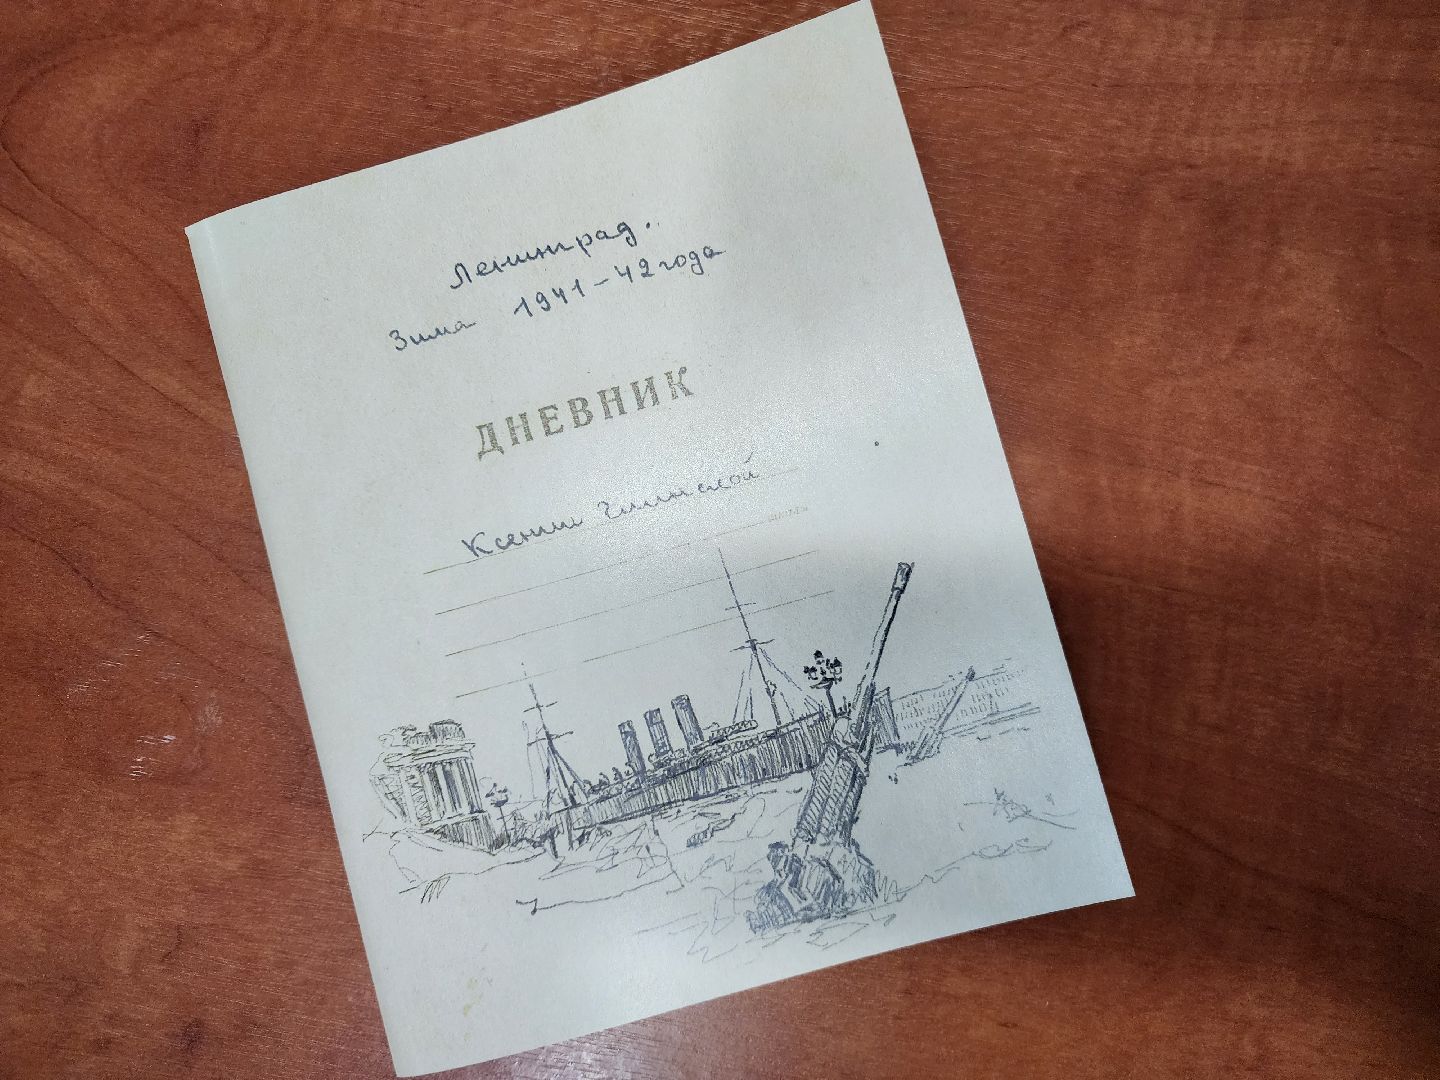 Ленинград.
Зима 1941-42 года
ДНЕВНИК
Ксении